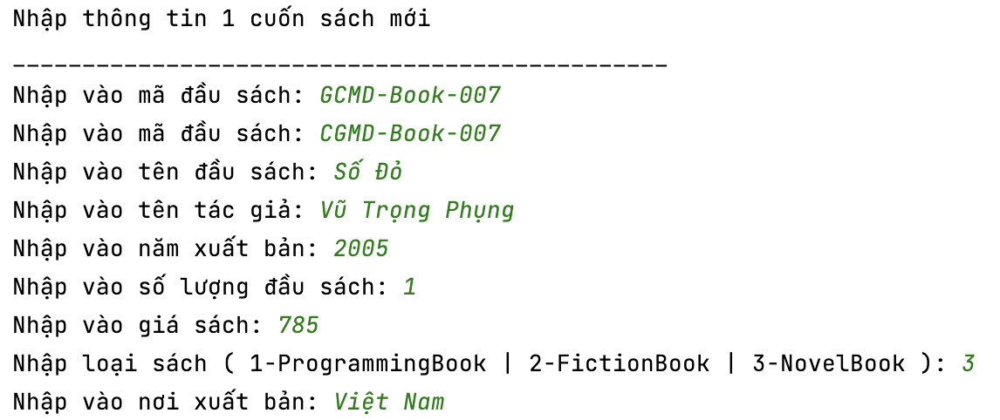 Nhập thông tin 1 cuốn sách mới
_______________________________________________
Nhập vào mã đầu sách: GCMD-Book-007
Nhập vào mã đầu sách: CGMD-Book-007
Nhập vào tên đầu sách: Số Đỏ
Nhập vào tên tác giả: Vũ Trọng Phụng
Nhập vào năm xuất bản: 2005
Nhập vào số lượng đầu sách: 1
Nhập vào giá sách: 785
Nhập loại sách ( 1-ProgrammingBook | 2-FictionBook | 3-NovelBook ): 3
Nhập vào nơi xuất bản: Việt Nam